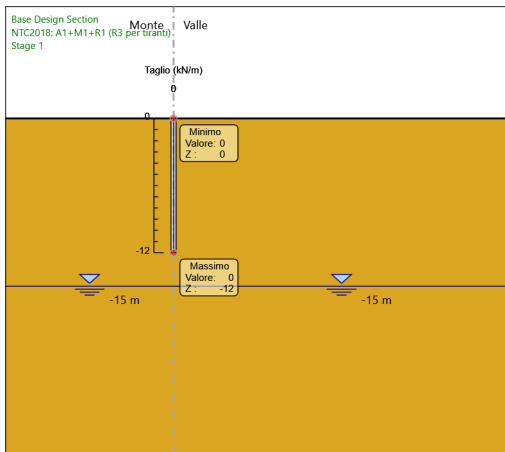 Base Design Section
Monte Valle
NTC2018: A1+M1+R1 (R3 per tiranti)
Stage 1
Taglio (kN/m)
0
0
Minimo
Valore: 0
Z : 0
-12
Massimo
Valore: 0
Z : -12
-15 m
-15 m